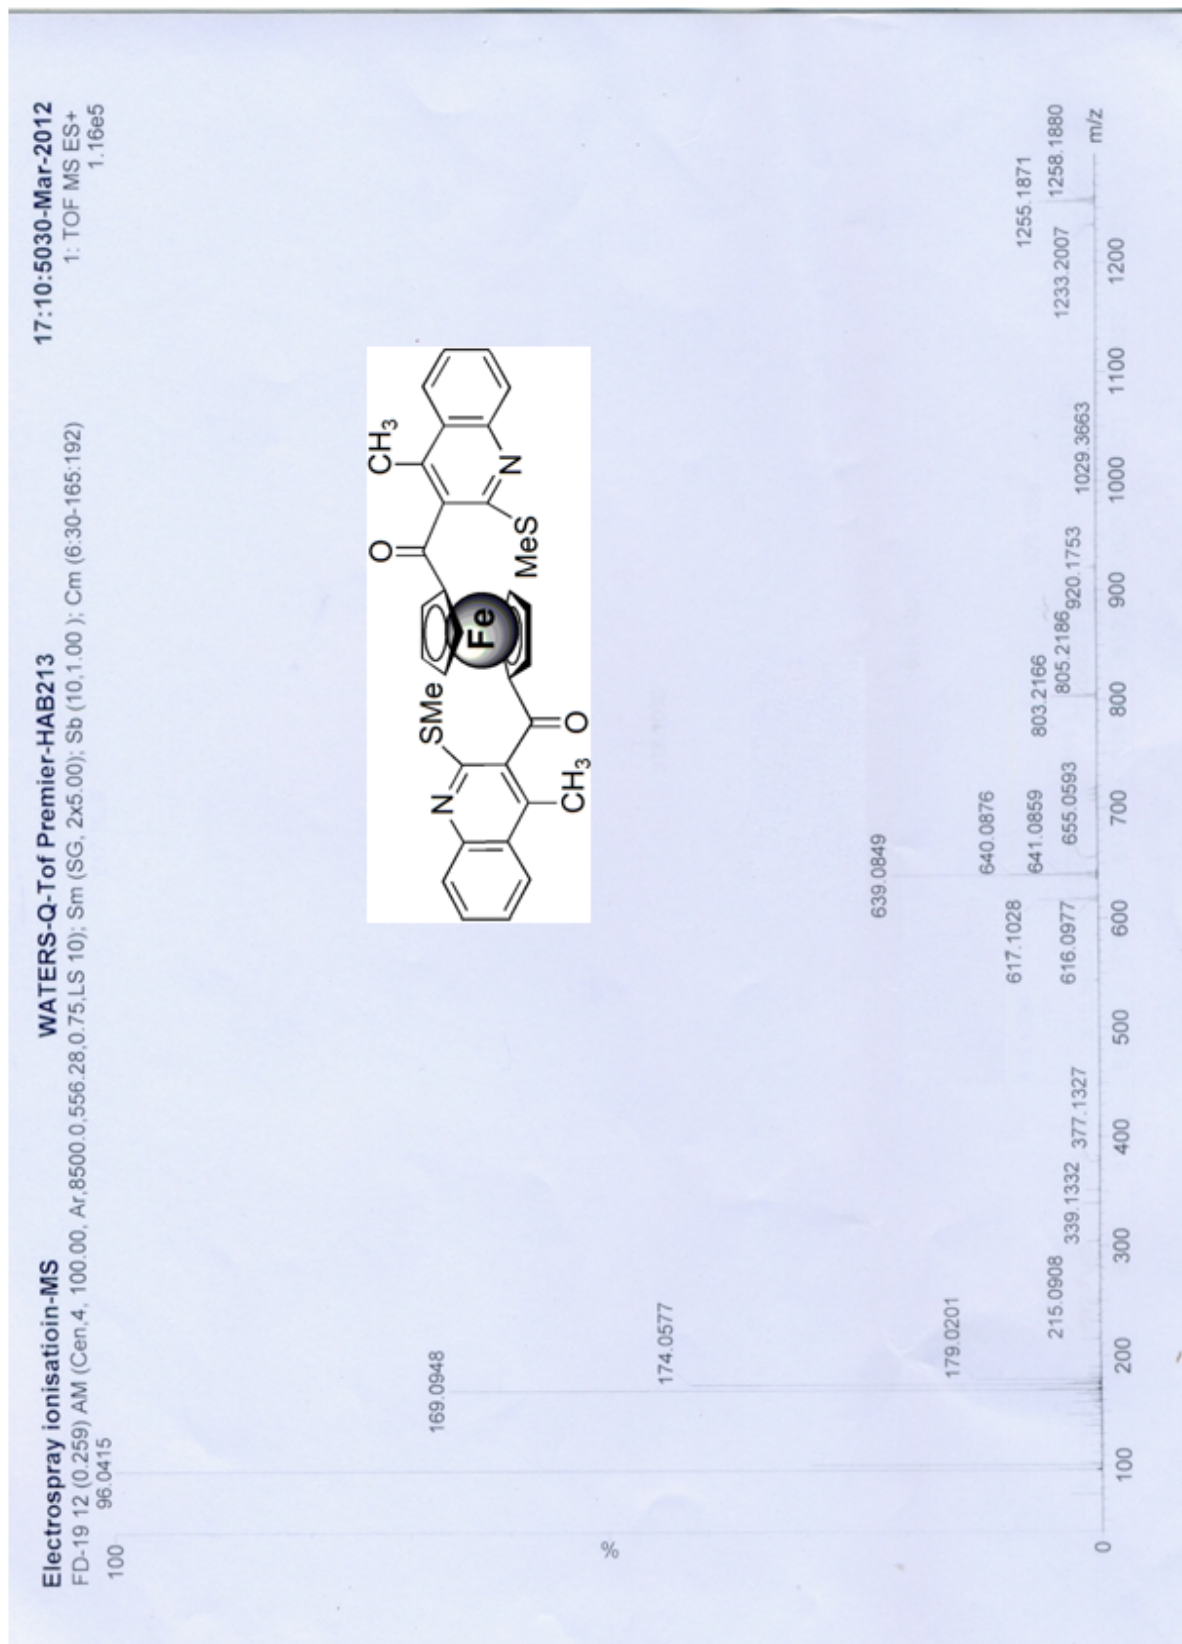 Electrospray ionisatioin-MS WATERS-Q-Tof Premier-HAB213 17:10:5030-Mar-2012
FD-19 12 (0.259) AM (Cen,4, 100.00, Ar,8500.0,556.28,0.75,LS 10); Sm (SG, 2x5.00); Sb (10,1.00 ); Cm (6:30-165:192) 1: TOF MS ES+
96.0415 1.16e5
100
%
0
169.0948
174.0577
179.0201
215.0908
339.1332
377.1327
639.0849
617.1028
640.0876
616.0977
641.0859
655.0593
803.2166
805.2186
920.1753
1029.3663
1255.1871
1233.2007
1258.1880
100 200 300 400 500 600 700 800 900 1000 1100 1200 m/z
N
SMe
O
CH3
Fe
O
CH3
MeS
N